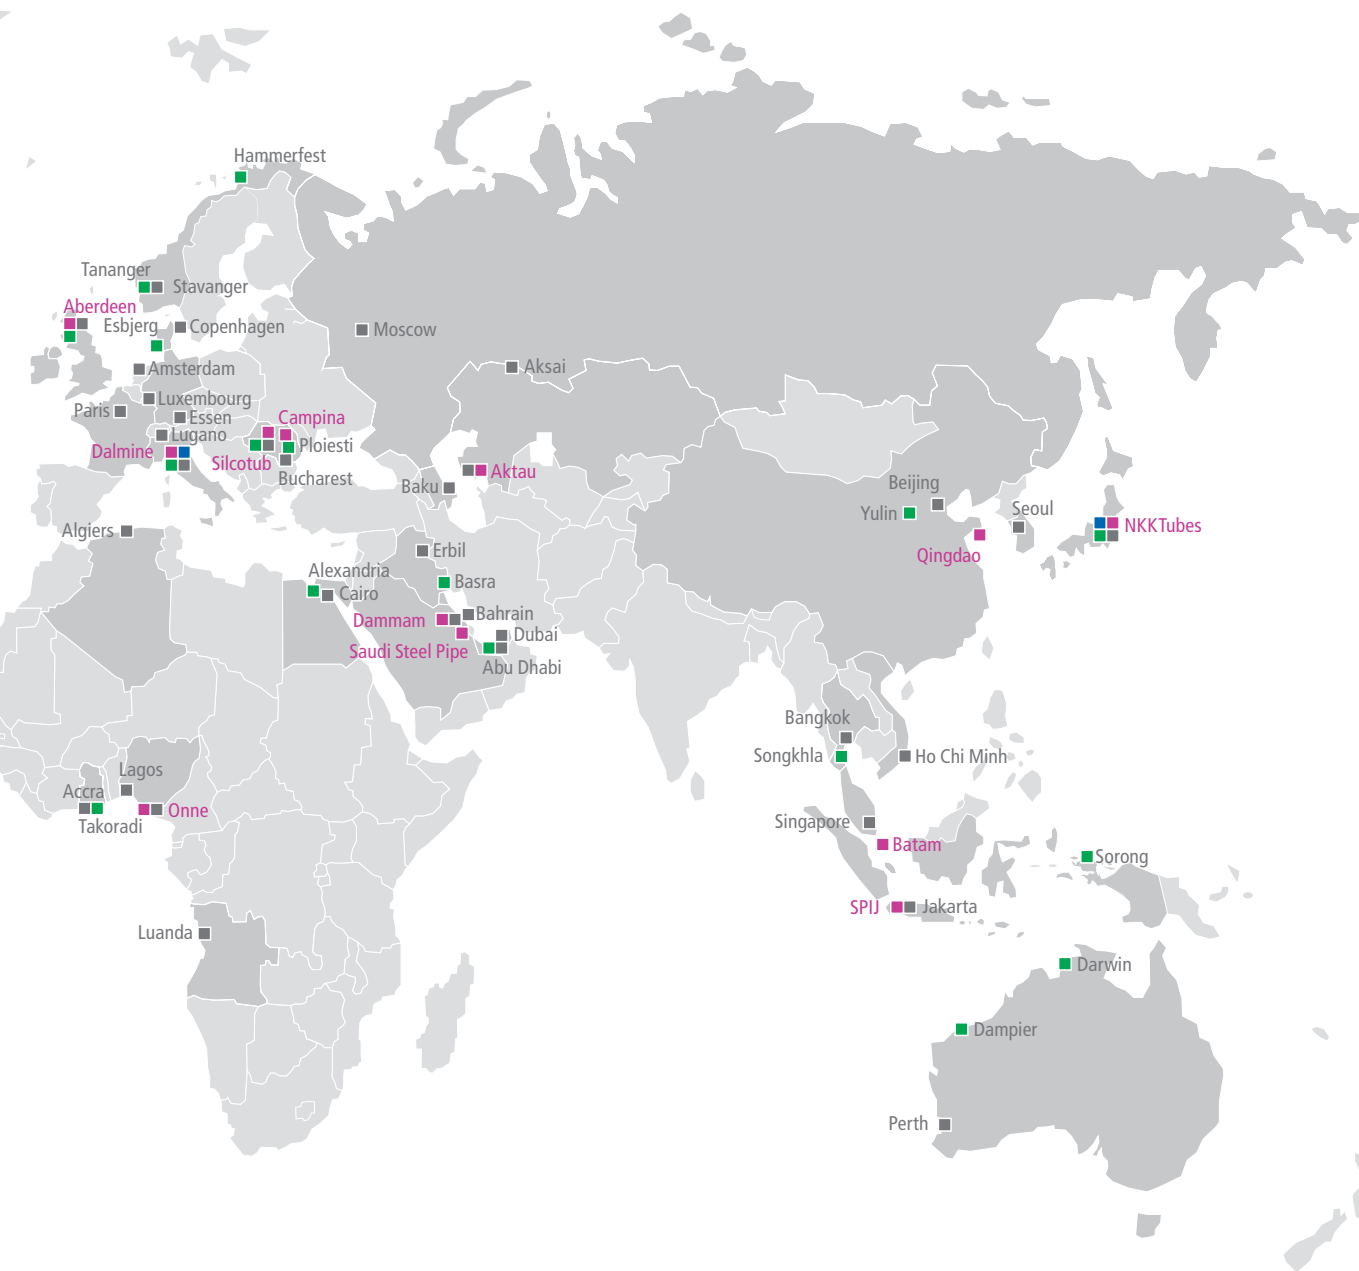 Hammerfest
Tananger
Stavanger
Aberdeen
Esbjerg
Copenhagen
Moscow
Amsterdam
Aksai
Luxembourg
Paris
Essen
Campina
Lugano
Ploiesti
Dalmine
Silcotub
Bucharest
Aktau
Baku
Beijing
Yulin
Seoul
NKKTubes
Algiers
Erbil
Qingdao
Alexandria
Basra
Cairo
Dammam
Bahrain
Dubai
Saudi Steel Pipe
Abu Dhabi
Bangkok
Songkhla
Ho Chi Minh
Lagos
Accra
Onne
Takoradi
Singapore
Batam
Sorong
SPIJ
Jakarta
Luanda
Darwin
Dampier
Perth